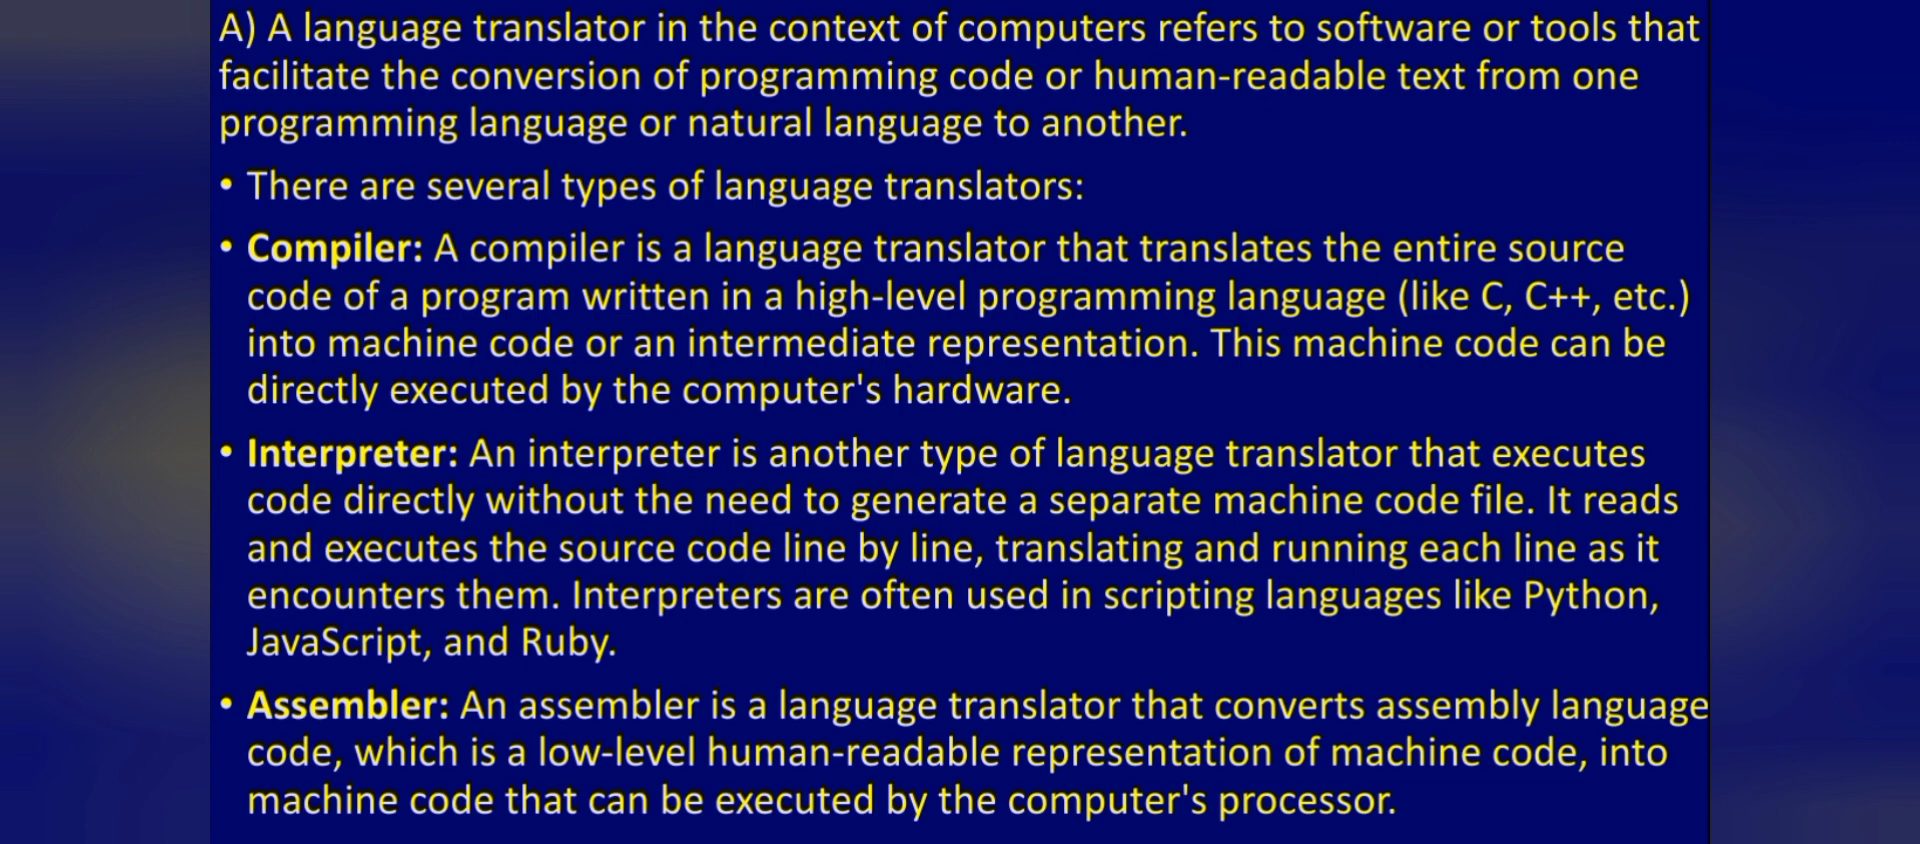 A) A language translator in the context of computers refers to software or tools that
facilitate the conversion of programming code or human-readable text from one
programming language or natural language to another.
• There are several types of language translators:
• Compiler: A compiler is a language translator that translates the entire source
code of a program written in a high-level programming language (like C, C++, etc.)
into machine code or an intermediate representation. This machine code can be
directly executed by the computer's hardware.
• Interpreter: An interpreter is another type of language translator that executes
code directly without the need to generate a separate machine code file. It reads
and executes the source code line by line, translating and running each line as it
encounters them. Interpreters are often used in scripting languages like Python,
JavaScript, and Ruby.
• Assembler: An assembler is a language translator that converts assembly language
code, which is a low-level human-readable representation of machine code, into
machine code that can be executed by the computer's processor.